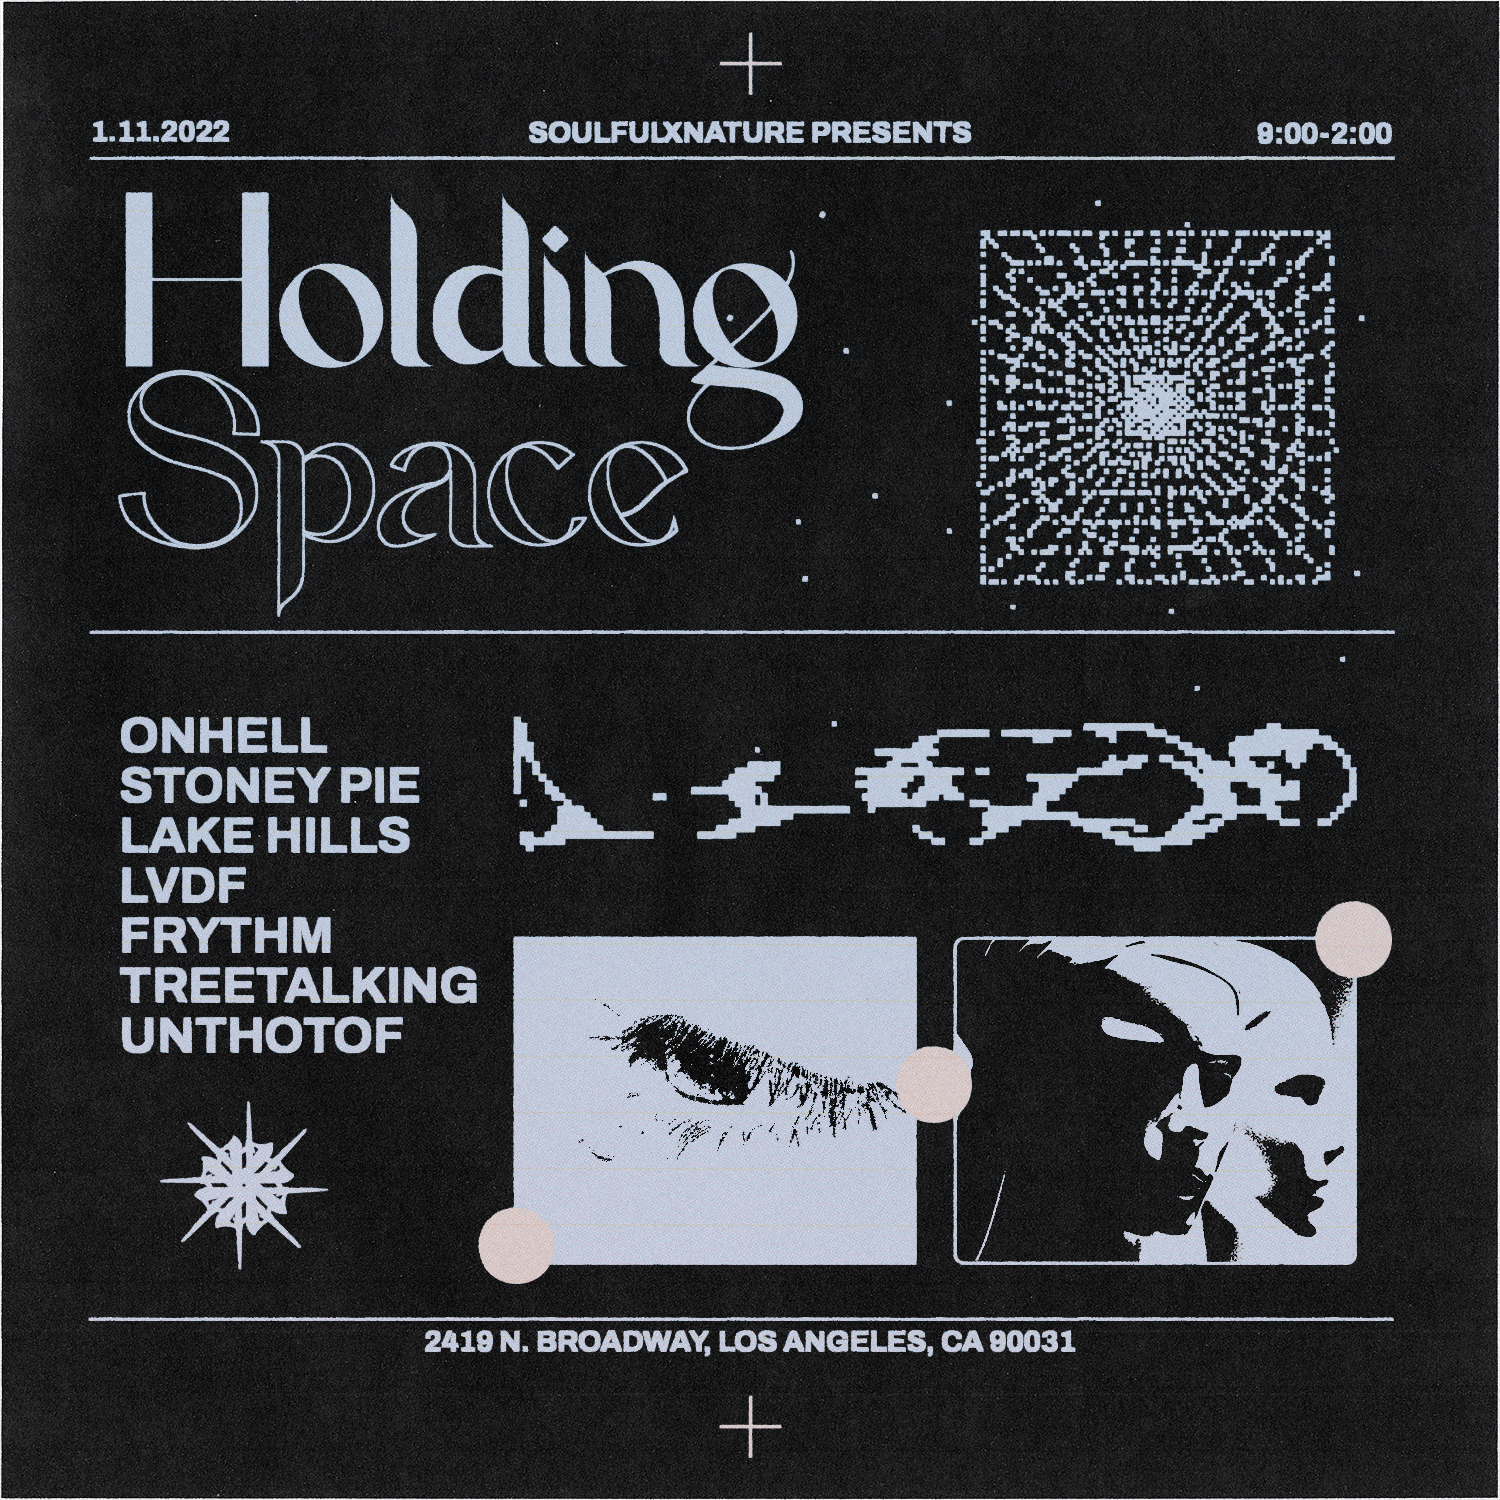 1.11.2022
SOULFULXNATURE PRESENTS
9:00-2:00
Holding
Space
ONHELL
STONEY PIE
LAKE HILLS
LVDF
FRYTHM
TREETALKING
UNTHOTOF
2419 N. BROADWAY, LOS ANGELES, CA 90031